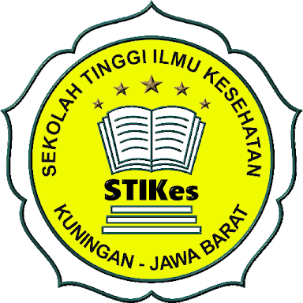 SEKOLAH TINGGI ILMU KESEHATAN
STIKes
KUNINGAN - JAWA BARAT